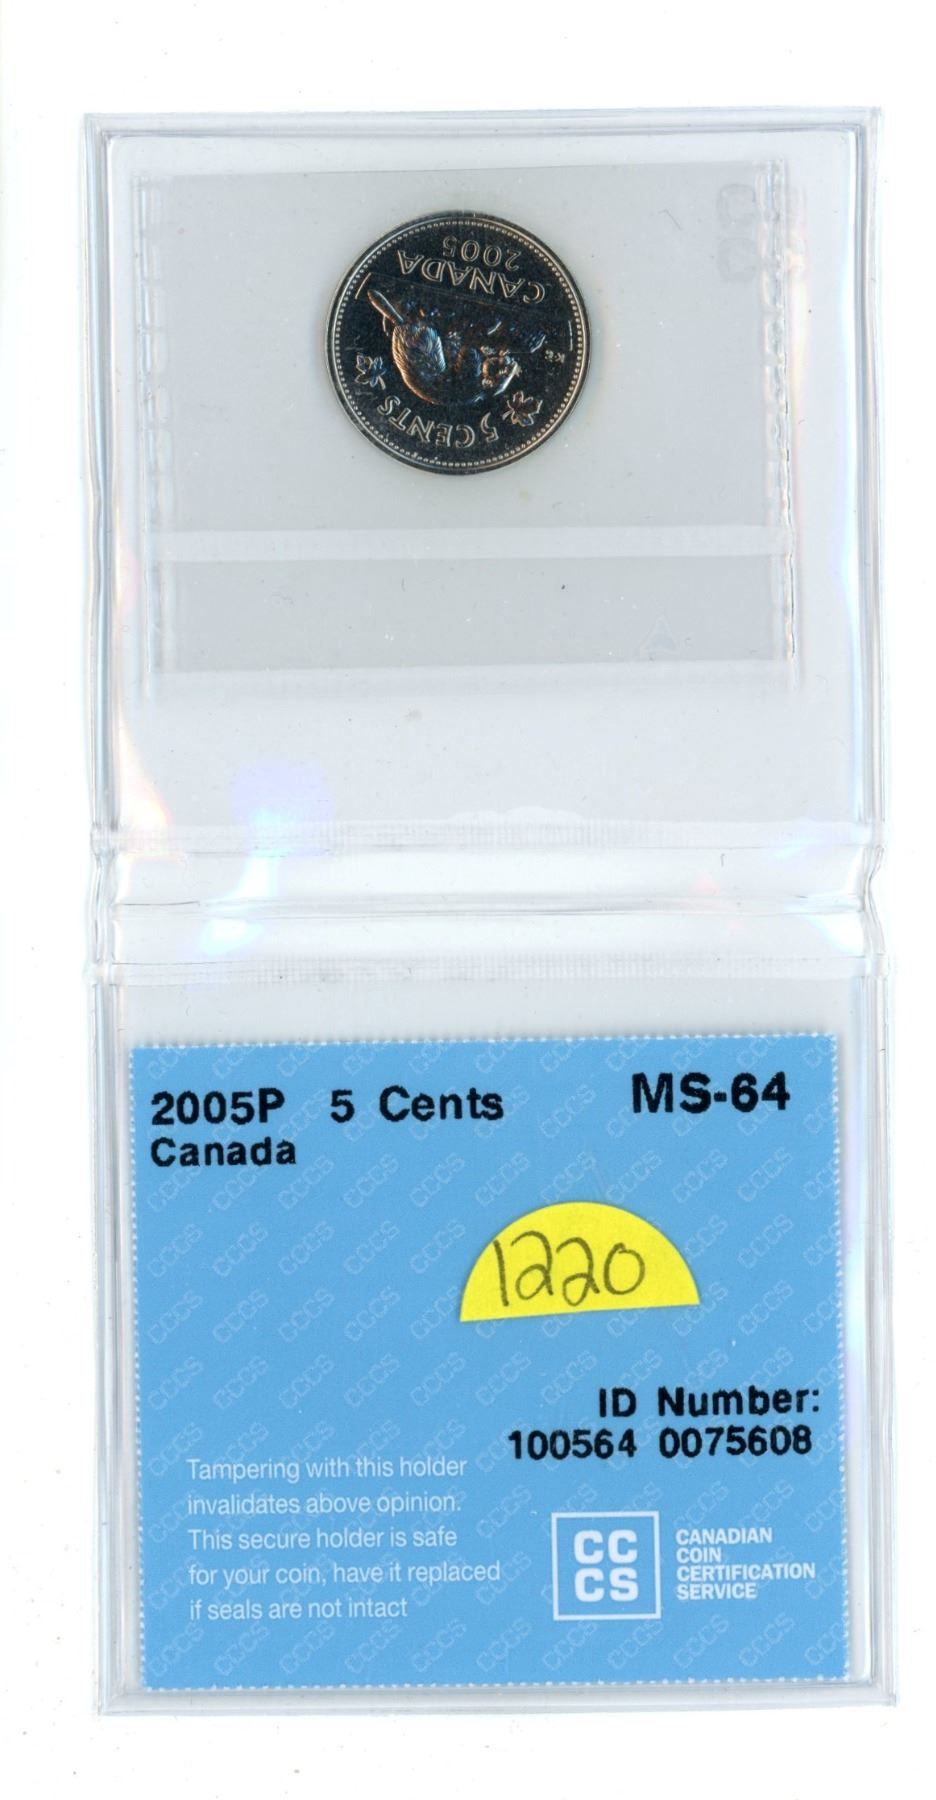 5 CENTS
K·G
CANADA
2005
2005P 5 Cents MS-64
Canada
1220
ID Number:
100564 0075608
Tampering with this holder
invalidates above opinion.
This secure holder is safe
for your coin, have it replaced
if seals are not intact
CC
CS
CANADIAN
COIN
CERTIFICATION
SERVICE